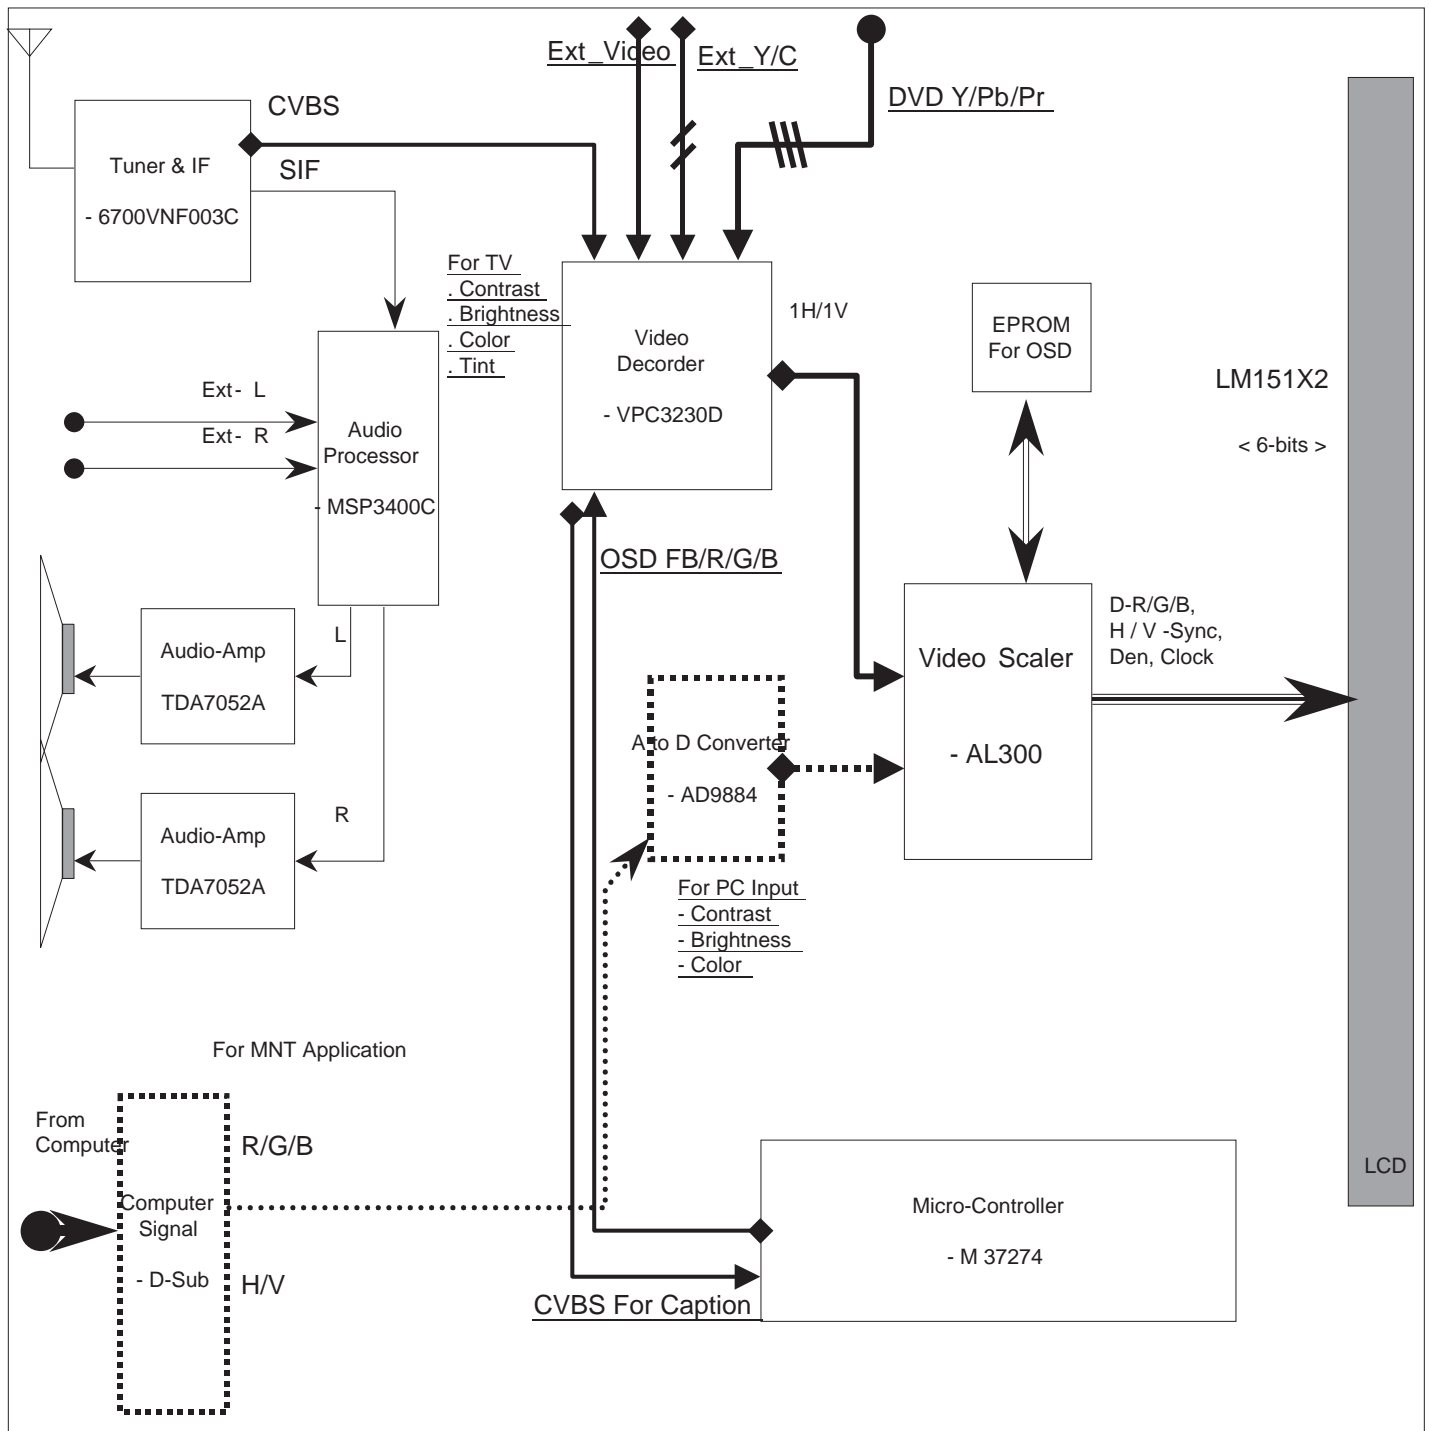 Ext_Video
Ext_Y/C
DVD Y/Pb/Pr
CVBS
Tuner & IF
- 6700VNF003C
SIF
For TV
. Contrast
. Brightness
. Color
. Tint
Video
Decorder
- VPC3230D
1H/1V
EPROM
For OSD
LM151X2
< 6-bits >
Ext- L
Ext- R
Audio
Processor
- MSP3400C
OSD FB/R/G/B
D-R/G/B,
H / V -Sync,
Den, Clock
Video Scaler
- AL300
Audio-Amp
TDA7052A
L
A to D Converter
- AD9884
Audio-Amp
TDA7052A
R
For PC Input
- Contrast
- Brightness
- Color
For MNT Application
From
Computer
R/G/B
Computer
Signal
- D-Sub
H/V
CVBS For Caption
Micro-Controller
- M 37274
LCD